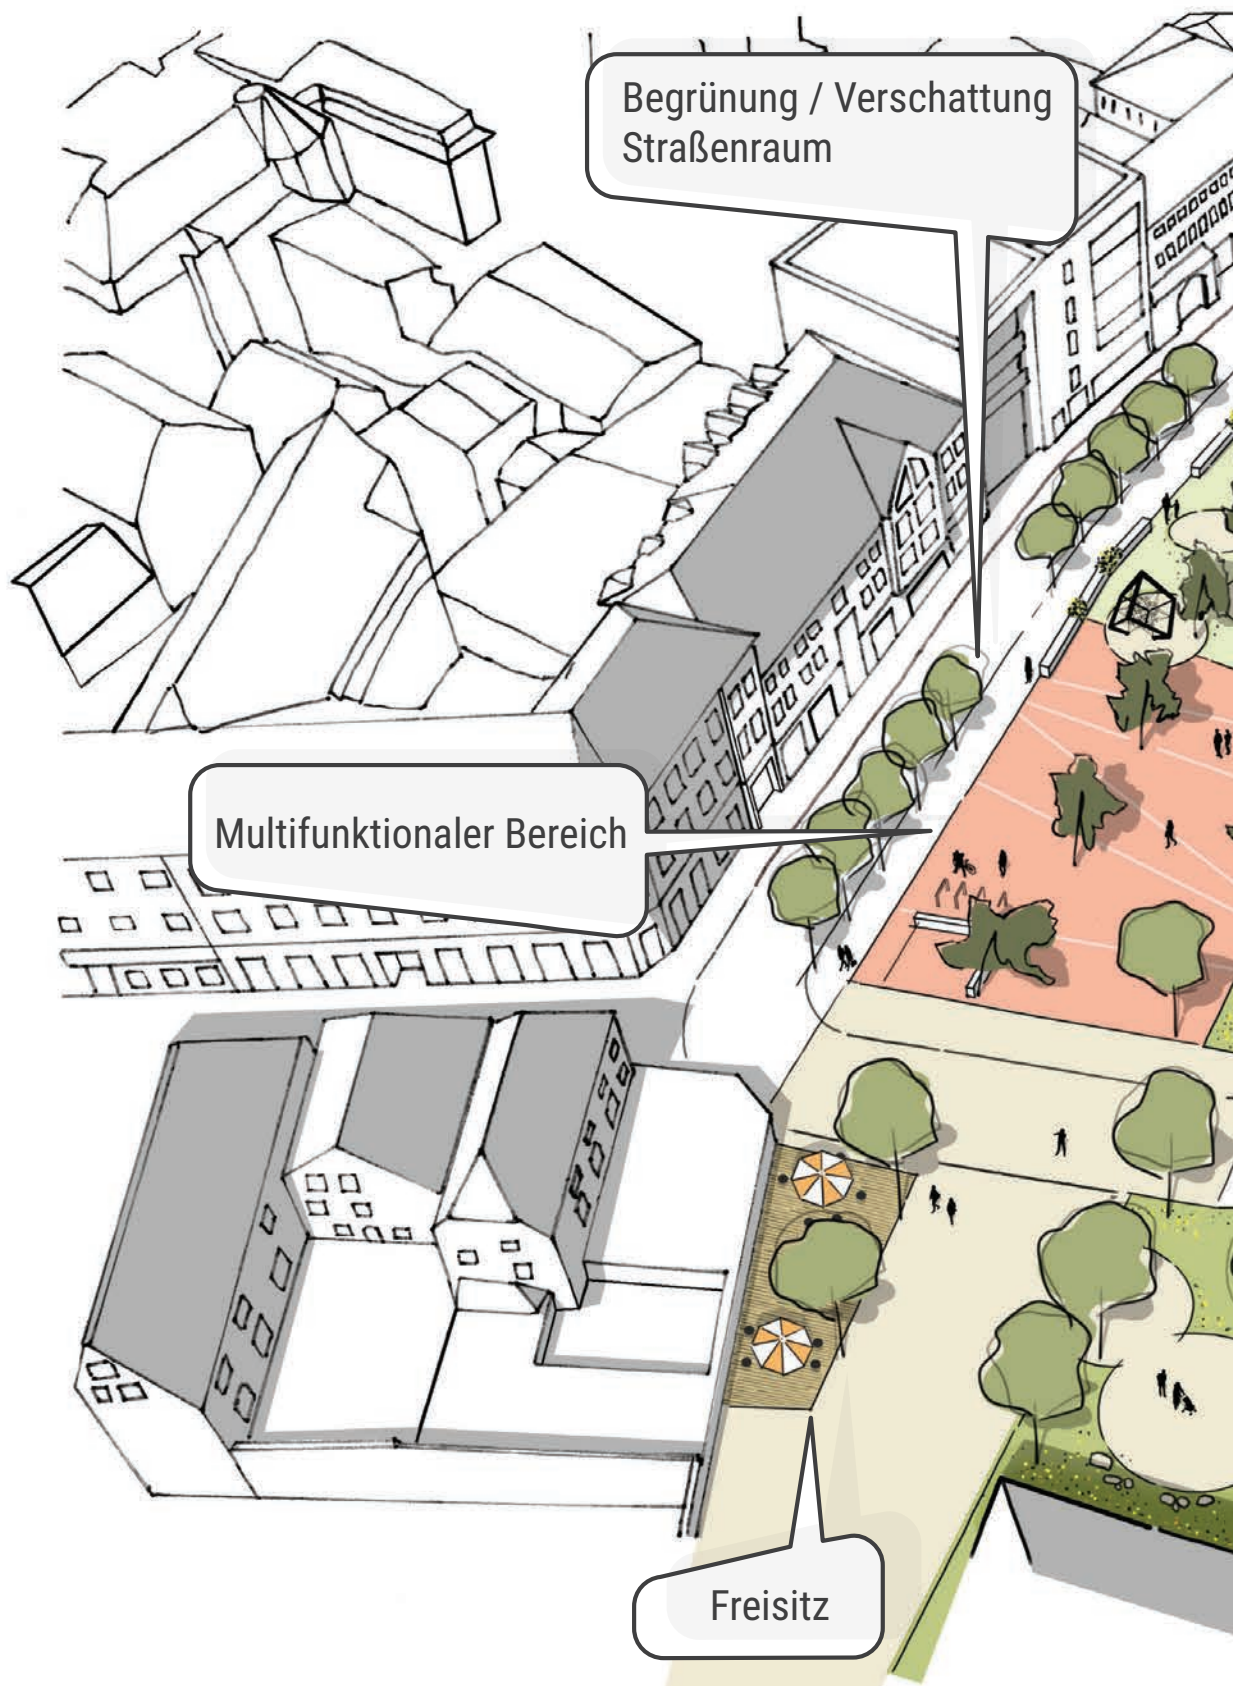 Begrünung / Verschattung
Straßenraum
Multifunktionaler Bereich
Freisitz